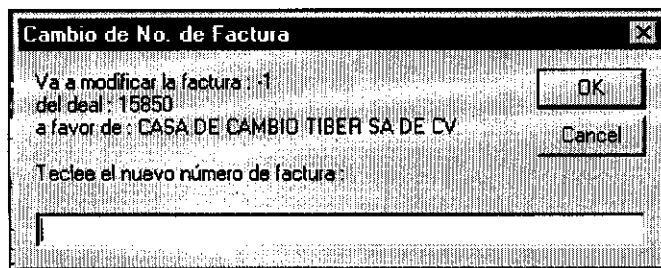 Cambio de No. de Factura
Va a modificar la factura : -1
del deal : 15850
a favor de : CASA DE CAMBIO TIBER SA DE CV
OK
Cancel
Teclee el nuevo número de factura :